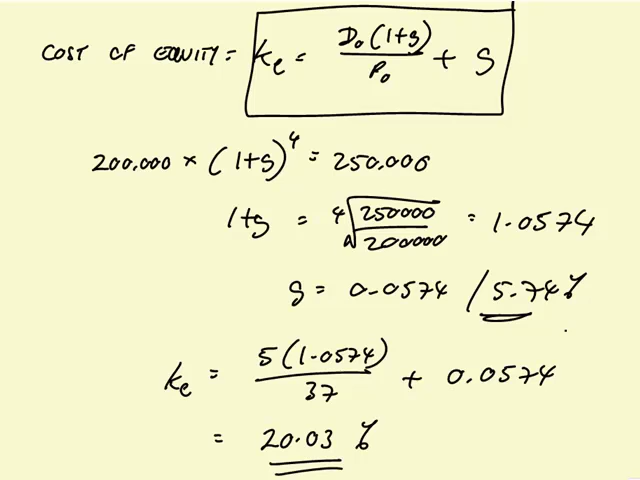 COST OF EQUITY = Ke = D₀(1+g)/P₀ + g
200,000 × (1+g)⁴ = 250,000
1+g = ⁴√(250000/200000) = 1.0574
g = 0.0574 / 5.74%
Ke = 5(1.0574)/37 + 0.0574
= 20.03 %